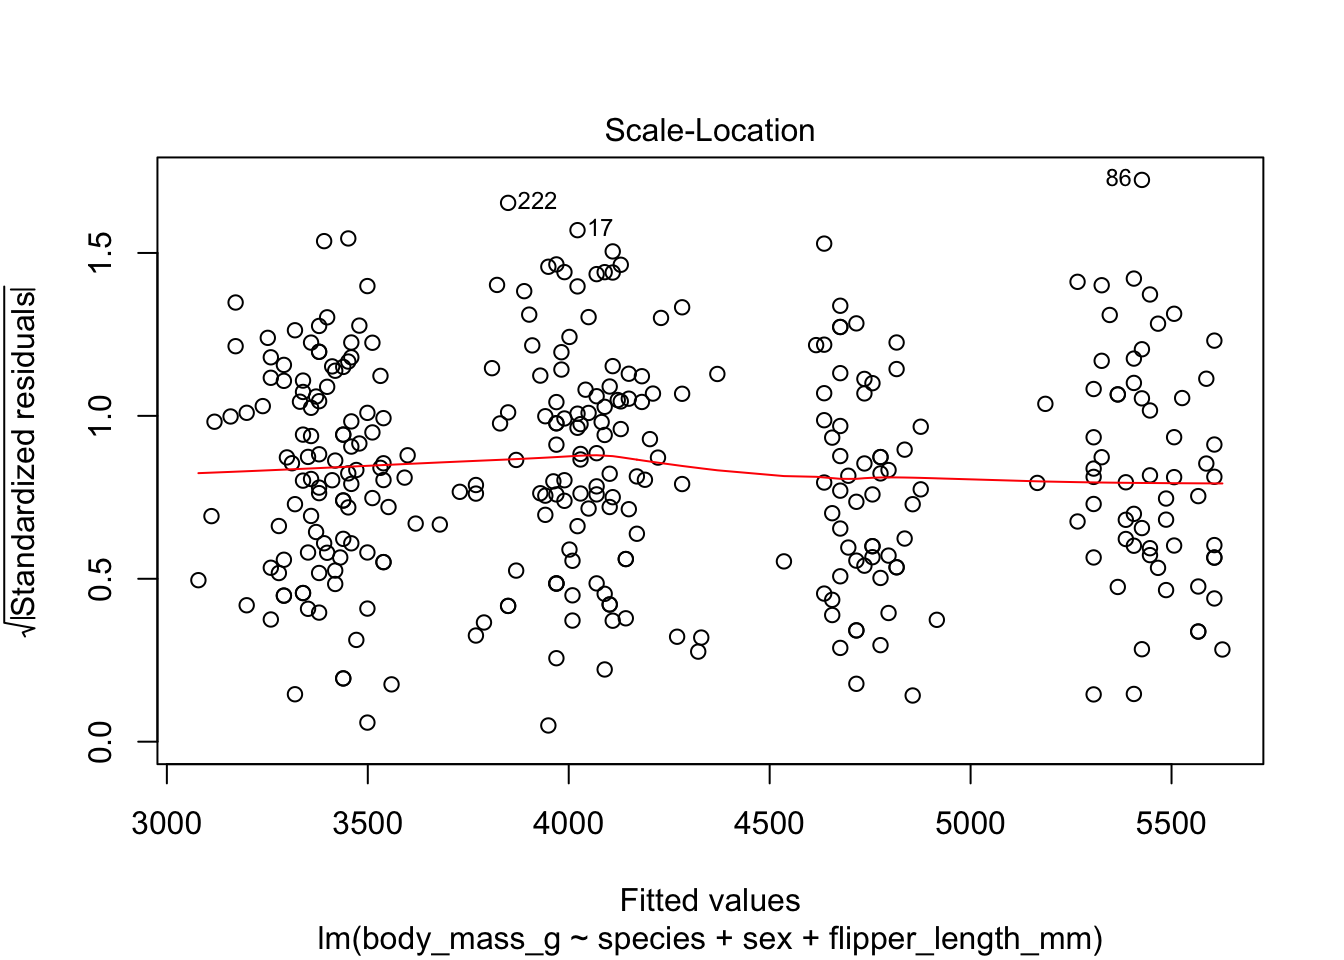 Scale-Location
√|Standardized residuals|
1.5
1.0
0.5
0.0
86
222
17
3000 3500 4000 4500 5000 5500
Fitted values
lm(body_mass_g ~ species + sex + flipper_length_mm)